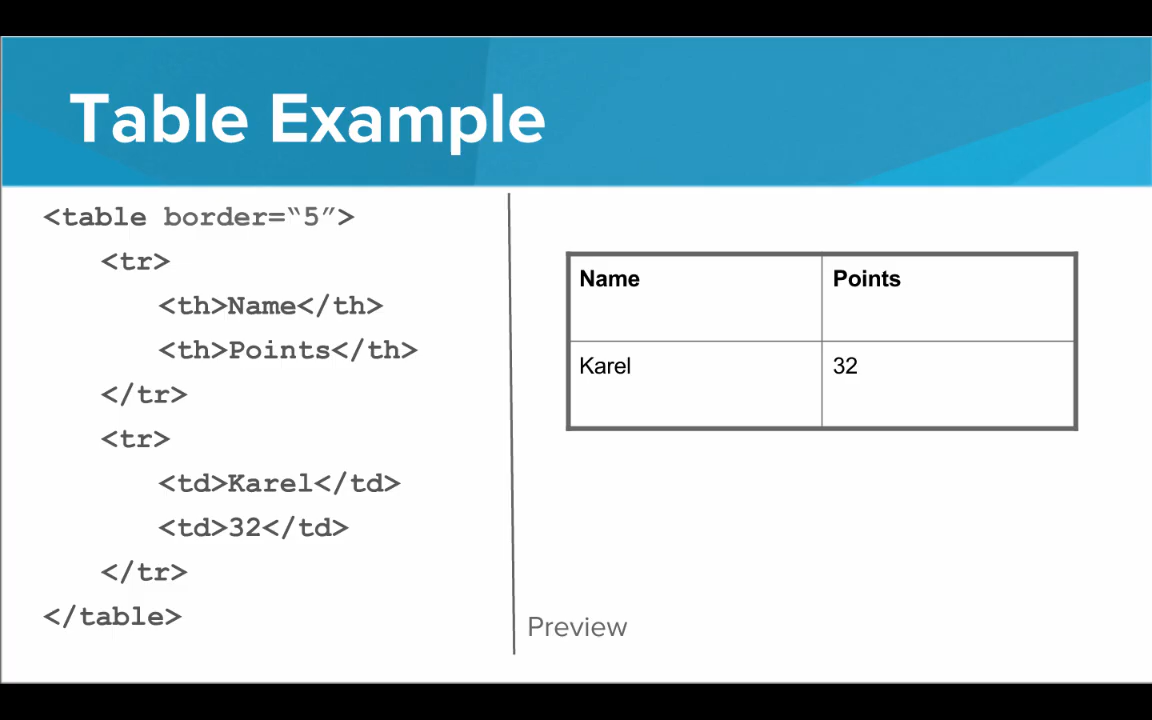 Table Example
<table border=“5”>
<tr>
<th>Name</th>
<th>Points</th>
</tr>
<tr>
<td>Karel</td>
<td>32</td>
</tr>
</table>
Name Points
Karel 32
Preview